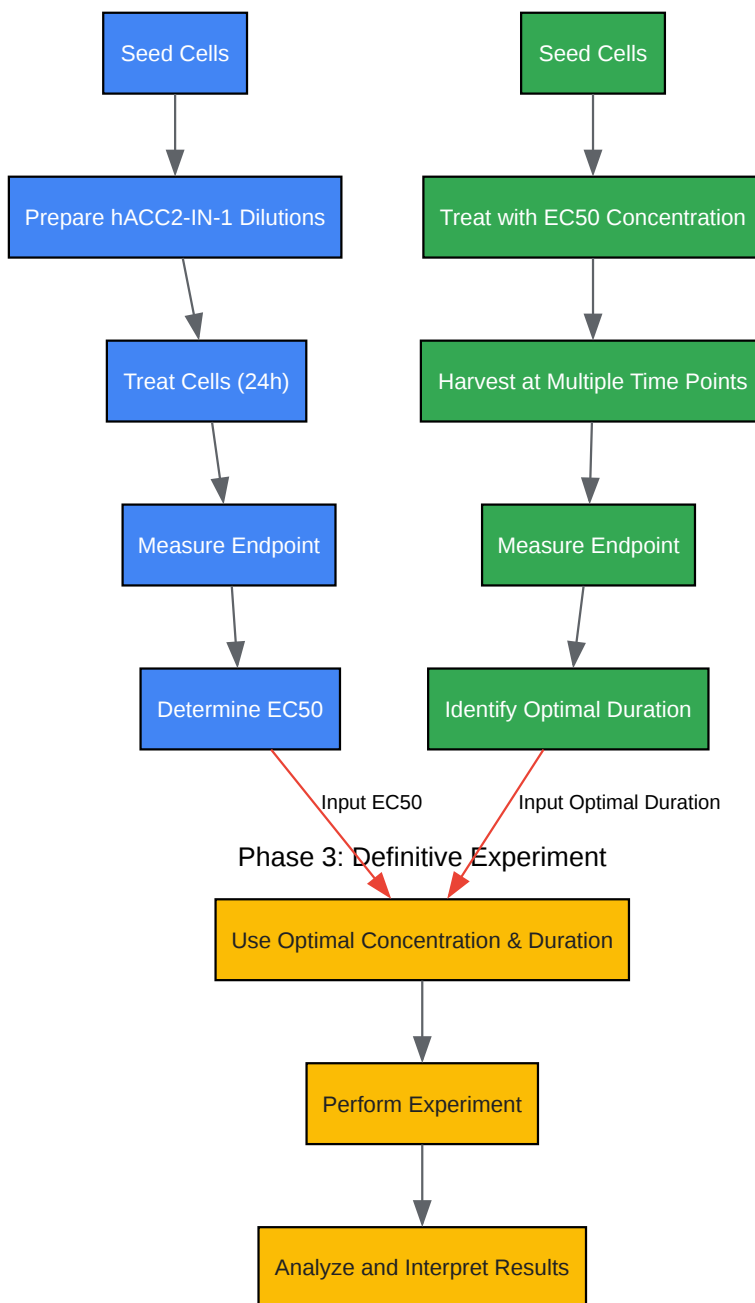 Seed Cells
Prepare hACC2-IN-1 Dilutions
Treat Cells (24h)
Measure Endpoint
Determine EC50
Seed Cells
Treat with EC50 Concentration
Harvest at Multiple Time Points
Measure Endpoint
Identify Optimal Duration
Input EC50
Input Optimal Duration
Phase 3: Definitive Experiment
Use Optimal Concentration & Duration
Perform Experiment
Analyze and Interpret Results